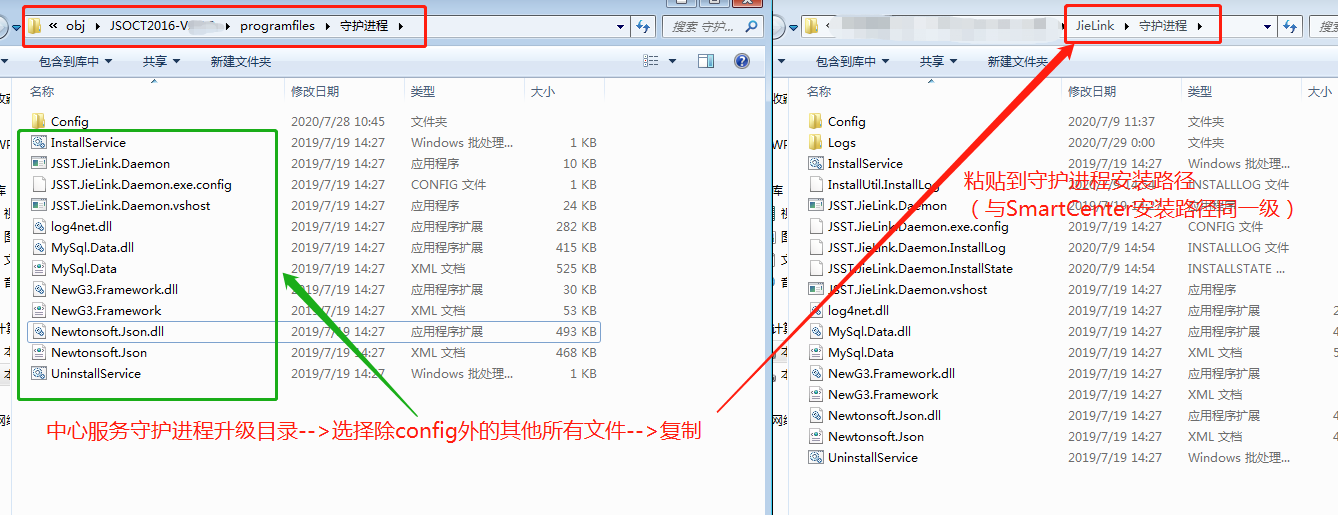 « obj ▸ JSOCT2016-V ▸ programfiles ▸ 守护进程 ▸
搜索 守护...
包含到库中 共享 新建文件夹
名称 修改日期 类型 大小
Config 2020/7/28 10:45 文件夹
InstallService 2019/7/19 14:27 Windows 批处理... 1 KB
JSST.JieLink.Daemon 2019/7/19 14:27 应用程序 10 KB
JSST.JieLink.Daemon.exe.config 2019/7/19 14:27 CONFIG 文件 1 KB
JSST.JieLink.Daemon.vshost 2019/7/19 14:27 应用程序 24 KB
log4net.dll 2019/7/19 14:27 应用程序扩展 282 KB
MySql.Data.dll 2019/7/19 14:27 应用程序扩展 415 KB
MySql.Data 2019/7/19 14:27 XML 文档 525 KB
NewG3.Framework.dll 2019/7/19 14:27 应用程序扩展 30 KB
NewG3.Framework 2019/7/19 14:27 XML 文档 53 KB
Newtonsoft.Json.dll 2019/7/19 14:27 应用程序扩展 493 KB
Newtonsoft.Json 2019/7/19 14:27 XML 文档 468 KB
UninstallService 2019/7/19 14:27 Windows 批处理... 1 KB
中心服务守护进程升级目录-->选择除config外的其他所有文件-->复制
JieLink ▸ 守护进程 ▸
搜索
包含到库中 共享 新建文件夹
名称 修改日期 类型 大小
Config 2020/7/9 11:37 文件夹
Logs 2020/7/29 0:00 文件夹
InstallService 2019/7/19 14:27 Windows 批处理...
InstallUtil.InstallLog 2020/7/9 14:54 INSTALLLOG 文件
JSST.JieLink.Daemon 2019/7/19 14:27 应用程序
JSST.JieLink.Daemon.exe.config 2019/7/19 14:27 CONFIG 文件
JSST.JieLink.Daemon.InstallLog 2020/7/9 14:54 INSTALLLOG 文件
JSST.JieLink.Daemon.InstallState 2020/7/9 14:54 INSTALLSTATE ...
JSST.JieLink.Daemon.vshost 2019/7/19 14:27 应用程序
log4net.dll 2019/7/19 14:27 应用程序扩展
MySql.Data.dll 2019/7/19 14:27 应用程序扩展
MySql.Data 2019/7/19 14:27 XML 文档
NewG3.Framework.dll 2019/7/19 14:27 应用程序扩展
NewG3.Framework 2019/7/19 14:27 XML 文档
Newtonsoft.Json.dll 2019/7/19 14:27 应用程序扩展
Newtonsoft.Json 2019/7/19 14:27 XML 文档
UninstallService 2019/7/19 14:27 Windows 批处理...
粘贴到守护进程安装路径
（与SmartCenter安装路径同一级）